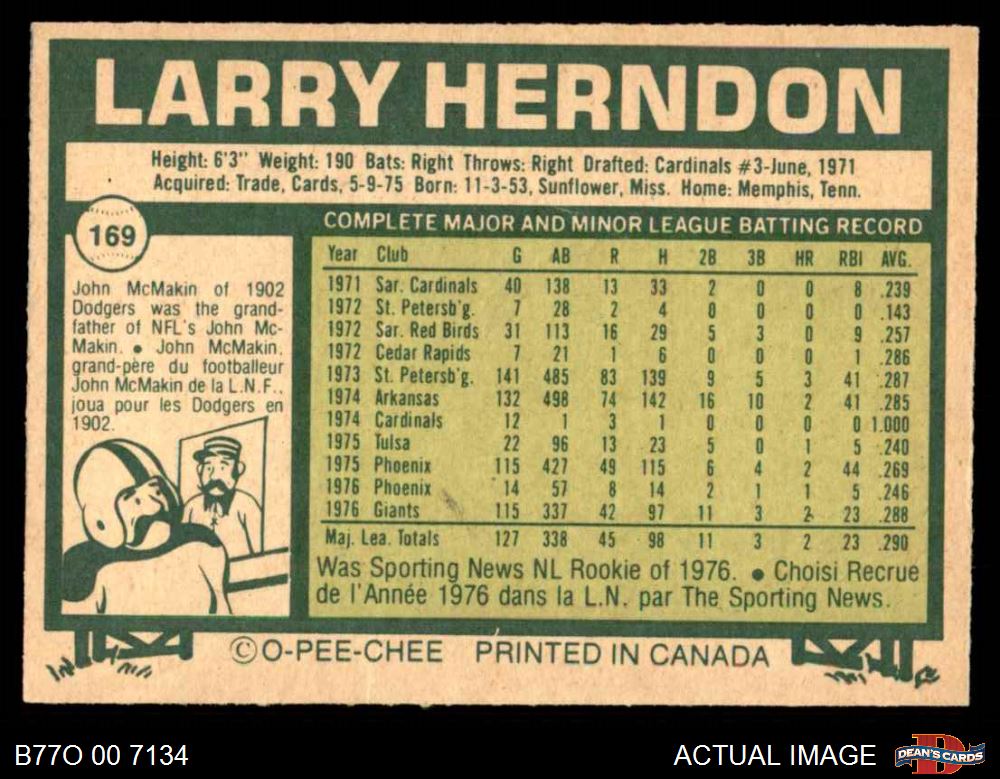 LARRY HERNDON
Height: 6'3" Weight: 190 Bats: Right Throws: Right Drafted: Cardinals #3-June, 1971
Acquired: Trade, Cards, 5-9-75 Born: 11-3-53, Sunflower, Miss. Home: Memphis, Tenn.
169
John McMakin of 1902
Dodgers was the grand-
father of NFL's John Mc-
Makin. ● John McMakin,
grand-père du footballeur
John McMakin de la L.N.F.,
joua pour les Dodgers en
1902.
COMPLETE MAJOR AND MINOR LEAGUE BATTING RECORD
Year Club G AB R H 2B 3B HR RBI AVG.
1971 Sar. Cardinals 40 138 13 33 2 0 0 8 .239
1972 St. Petersb'g. 7 28 2 4 0 0 0 0 .143
1972 Sar. Red Birds 31 113 16 29 5 3 0 9 .257
1972 Cedar Rapids 7 21 1 6 0 0 0 1 .286
1973 St. Petersb'g. 141 485 83 139 9 5 3 41 .287
1974 Arkansas 132 498 74 142 16 10 2 41 .285
1974 Cardinals 12 1 3 1 0 0 0 0 1.000
1975 Tulsa 22 96 13 23 5 0 1 5 .240
1975 Phoenix 115 427 49 115 6 4 2 44 .269
1976 Phoenix 14 57 8 14 2 1 1 5 .246
1976 Giants 115 337 42 97 11 3 2 23 .288
Maj. Lea. Totals 127 338 45 98 11 3 2 23 .290
Was Sporting News NL Rookie of 1976. ● Choisi Recrue
de l'Année 1976 dans la L.N. par The Sporting News.
© O-PEE-CHEE PRINTED IN CANADA
B77O 00 7134
ACTUAL IMAGE
D
DEAN'S CARDS